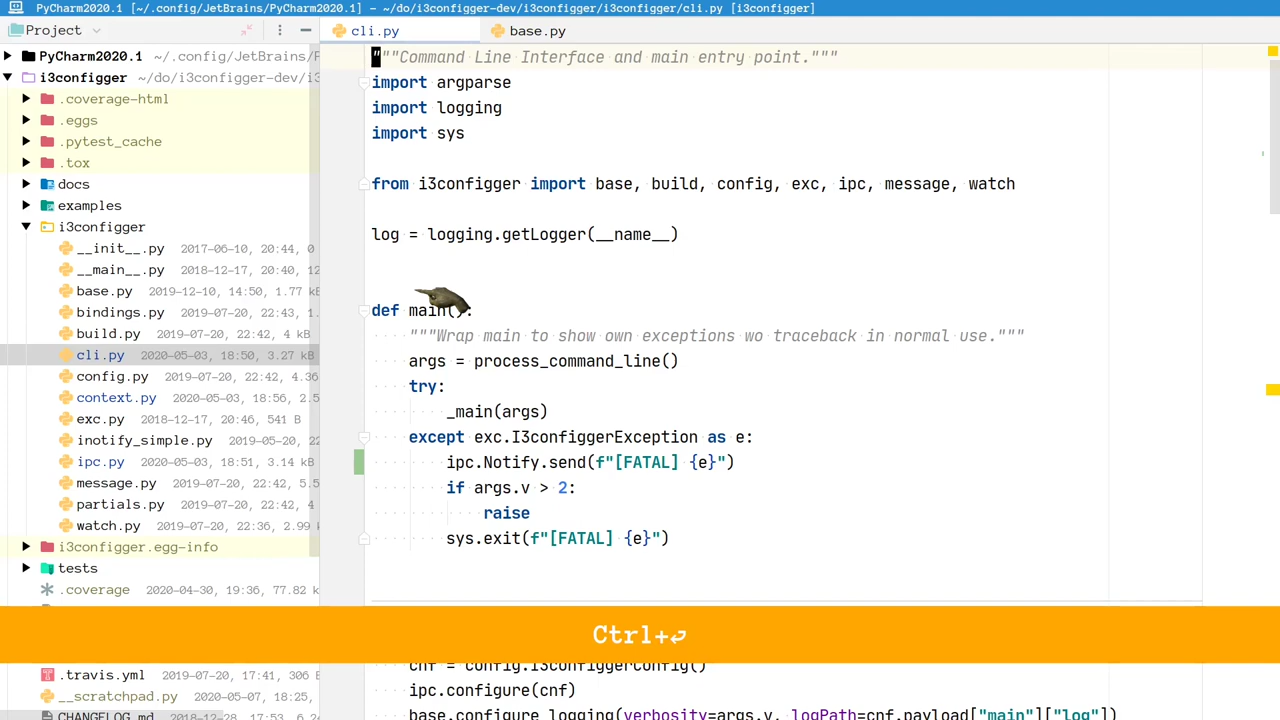 PyCharm2020.1 [~/.config/JetBrains/PyCharm2020.1] – ~/do/i3configger-dev/i3configger/i3configger/cli.py [i3configger]
Project
cli.py
base.py
PyCharm2020.1 ~/.config/JetBrains/P
i3configger ~/do/i3configger-dev/i3
.coverage-html
.eggs
.pytest_cache
.tox
docs
examples
i3configger
__init__.py 2017-06-10, 20:44, 0
__main__.py 2018-12-17, 20:40, 12
base.py 2019-12-10, 14:50, 1.77 kB
bindings.py 2019-07-20, 22:43, 1.
build.py 2019-07-20, 22:42, 4 kB
cli.py 2020-05-03, 18:50, 3.27 kB
config.py 2019-07-20, 22:42, 4.36
context.py 2020-05-03, 18:56, 2.5
exc.py 2018-12-17, 20:46, 541 B
inotify_simple.py 2019-05-20, 22
ipc.py 2020-05-03, 18:51, 3.14 kB
message.py 2019-07-20, 22:42, 5.5
partials.py 2019-07-20, 22:42, 4
watch.py 2019-07-20, 22:36, 2.99 k
i3configger.egg-info
tests
.coverage 2020-04-30, 19:36, 77.82 k
.travis.yml 2019-07-20, 17:41, 306 B
__scratchpad.py 2020-05-07, 18:25,
CHANGELOG.md 2018-12-28, 17:53, 6.24
"""Command Line Interface and main entry point."""
import argparse
import logging
import sys
from i3configger import base, build, config, exc, ipc, message, watch
log = logging.getLogger(__name__)
def main():
"""Wrap main to show own exceptions wo traceback in normal use."""
args = process_command_line()
try:
_main(args)
except exc.I3configgerException as e:
ipc.Notify.send(f"[FATAL] {e}")
if args.v > 2:
raise
sys.exit(f"[FATAL] {e}")
Ctrl+⏎
cnf = config.I3configgerConfig()
ipc.configure(cnf)
base.configure_logging(verbosity=args.v, logPath=cnf.payload["main"]["log"])